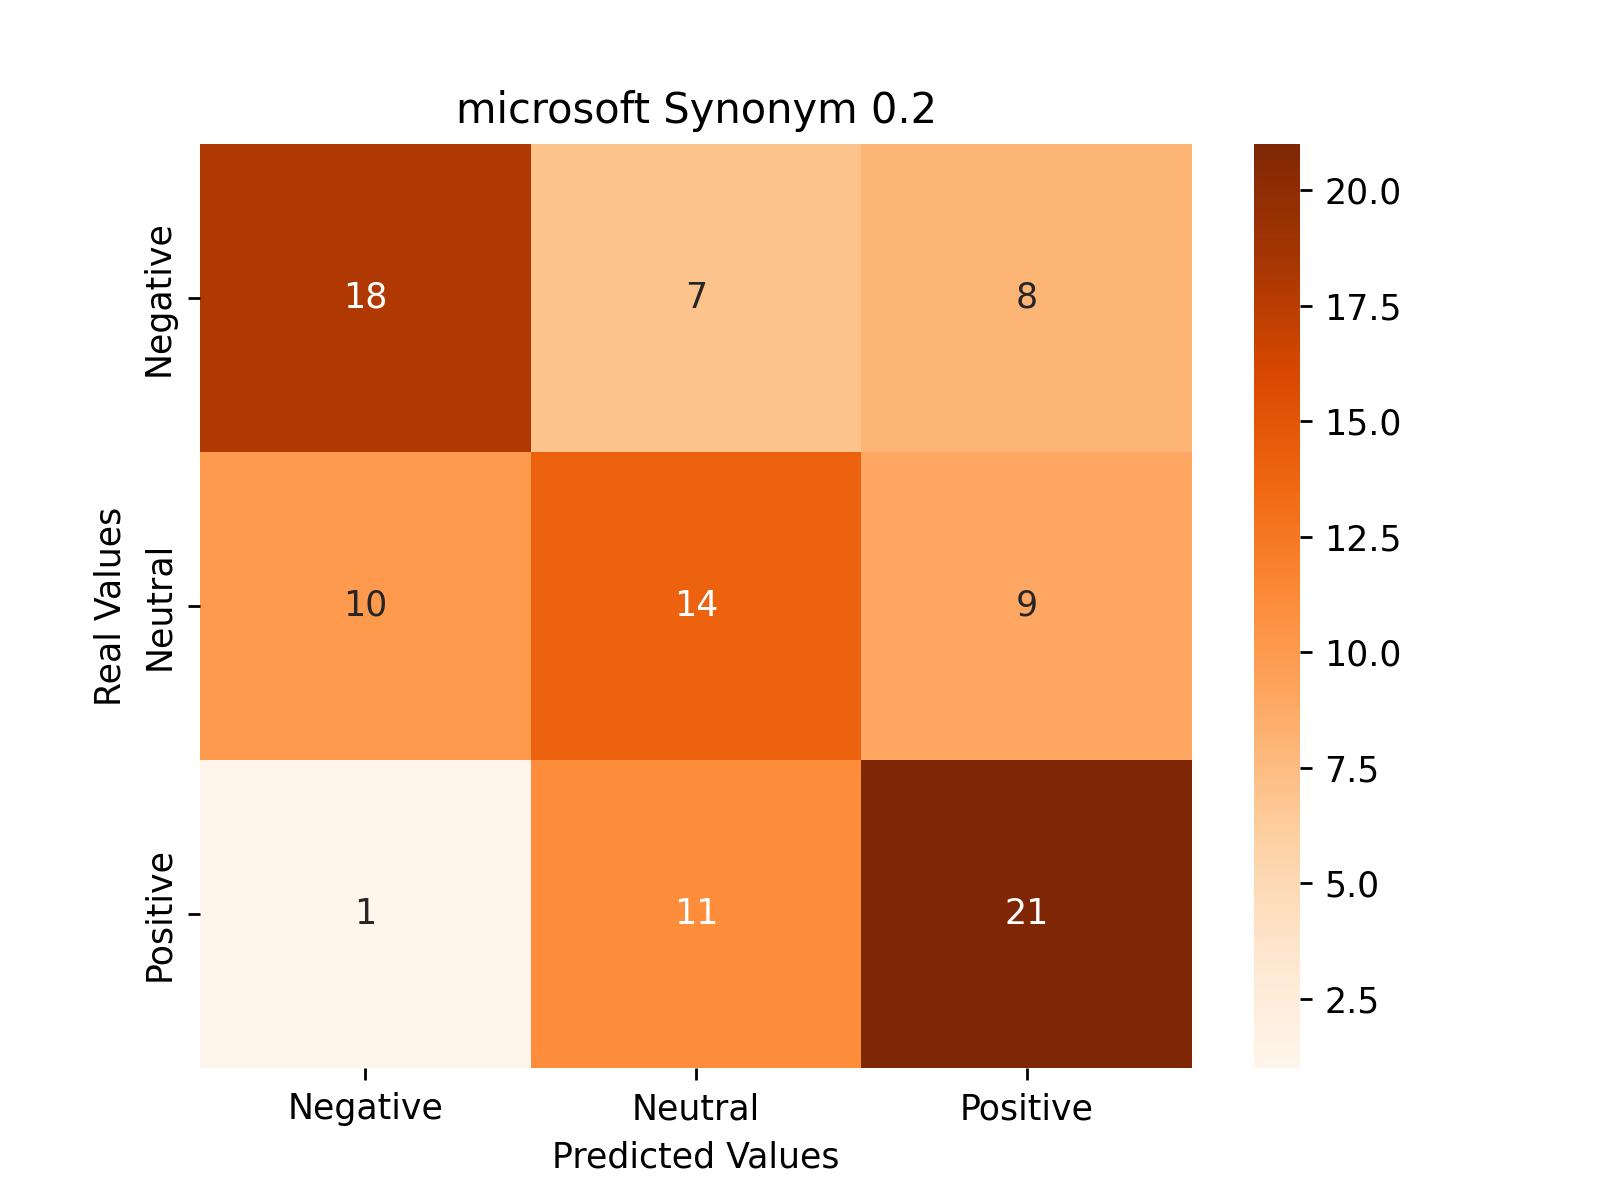 microsoft Synonym 0.2
Real Values
Negative
18
7
8
Neutral
10
14
9
Positive
1
11
21
Negative
Neutral
Positive
Predicted Values
20.0
17.5
15.0
12.5
10.0
7.5
5.0
2.5